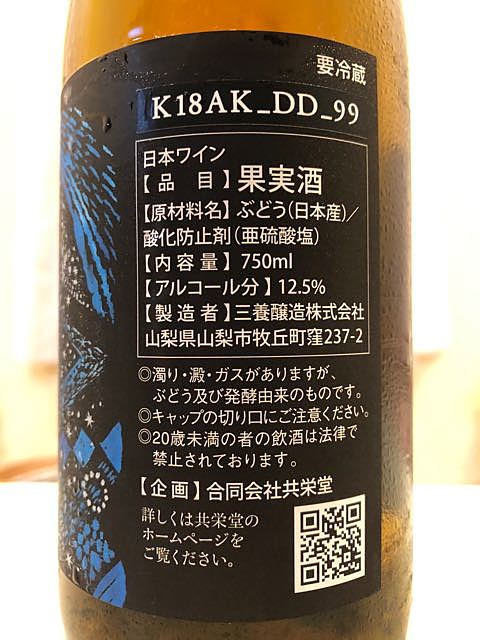 要冷蔵
K18AK_DD_99
日本ワイン
【品 目】果実酒
【原材料名】ぶどう(日本産)／
酸化防止剤(亜硫酸塩)
【内容量】750ml
【アルコール分】12.5%
【製造者】三養醸造株式会社
山梨県山梨市牧丘町窪237-2
◎濁り・澱・ガスがありますが、
ぶどう及び発酵由来のものです。
◎キャップの切り口にご注意ください。
◎20歳未満の者の飲酒は法律で
禁止されております。
【企画】合同会社共栄堂
詳しくは共栄堂の
ホームページを
ご覧ください。